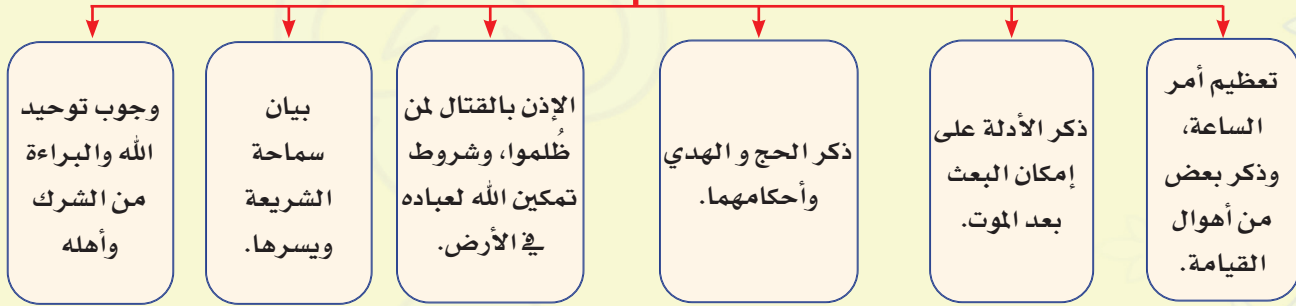 تعظيم أمر
الساعة،
وذكر بعض
من أهوال
القيامة.
ذكر الأدلة على
إمكان البعث
بعد الموت.
ذكر الحج و الهدي
وأحكامهما.
الإذن بالقتال لمن
ظُلموا، وشروط
تمكين الله لعباده
في الأرض.
بيان
سماحة
الشريعة
ويسرها.
وجوب توحيد
الله والبراءة
من الشرك
وأهله